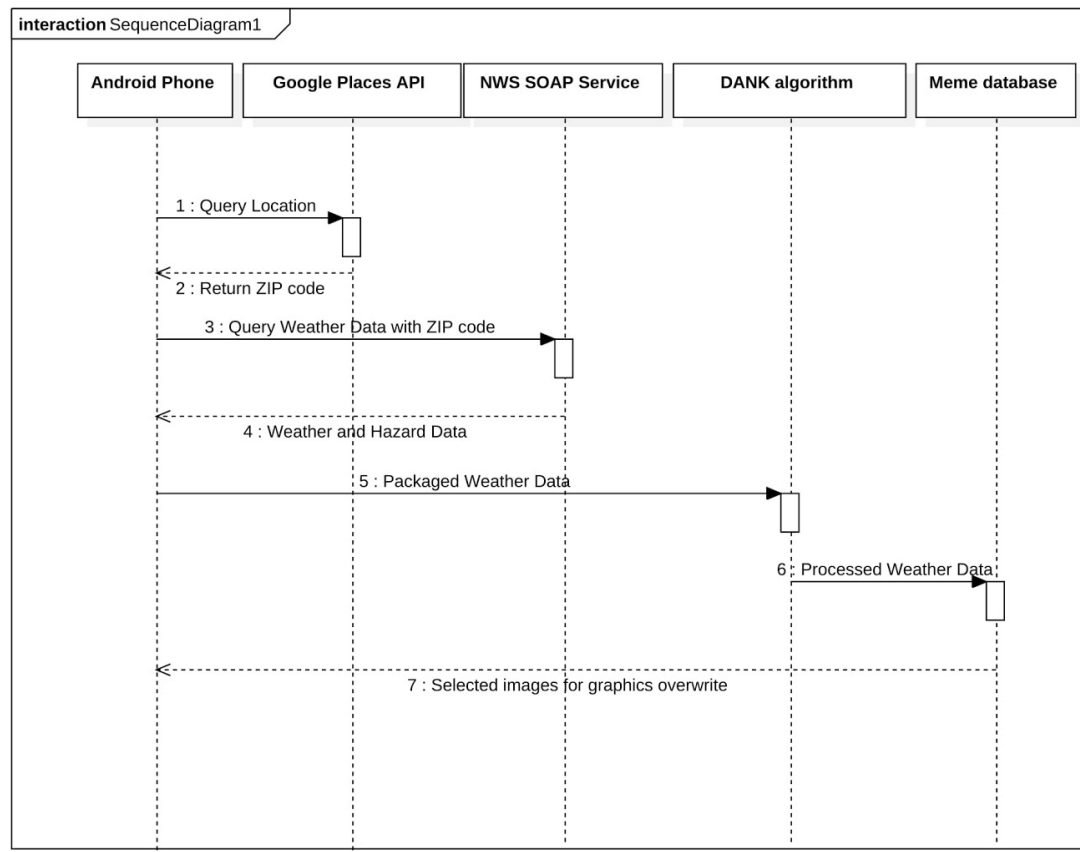 interaction SequenceDiagram1
Android Phone
Google Places API
NWS SOAP Service
DANK algorithm
Meme database
1 : Query Location
2 : Return ZIP code
3 : Query Weather Data with ZIP code
4 : Weather and Hazard Data
5 : Packaged Weather Data
6 : Processed Weather Data
7 : Selected images for graphics overwrite